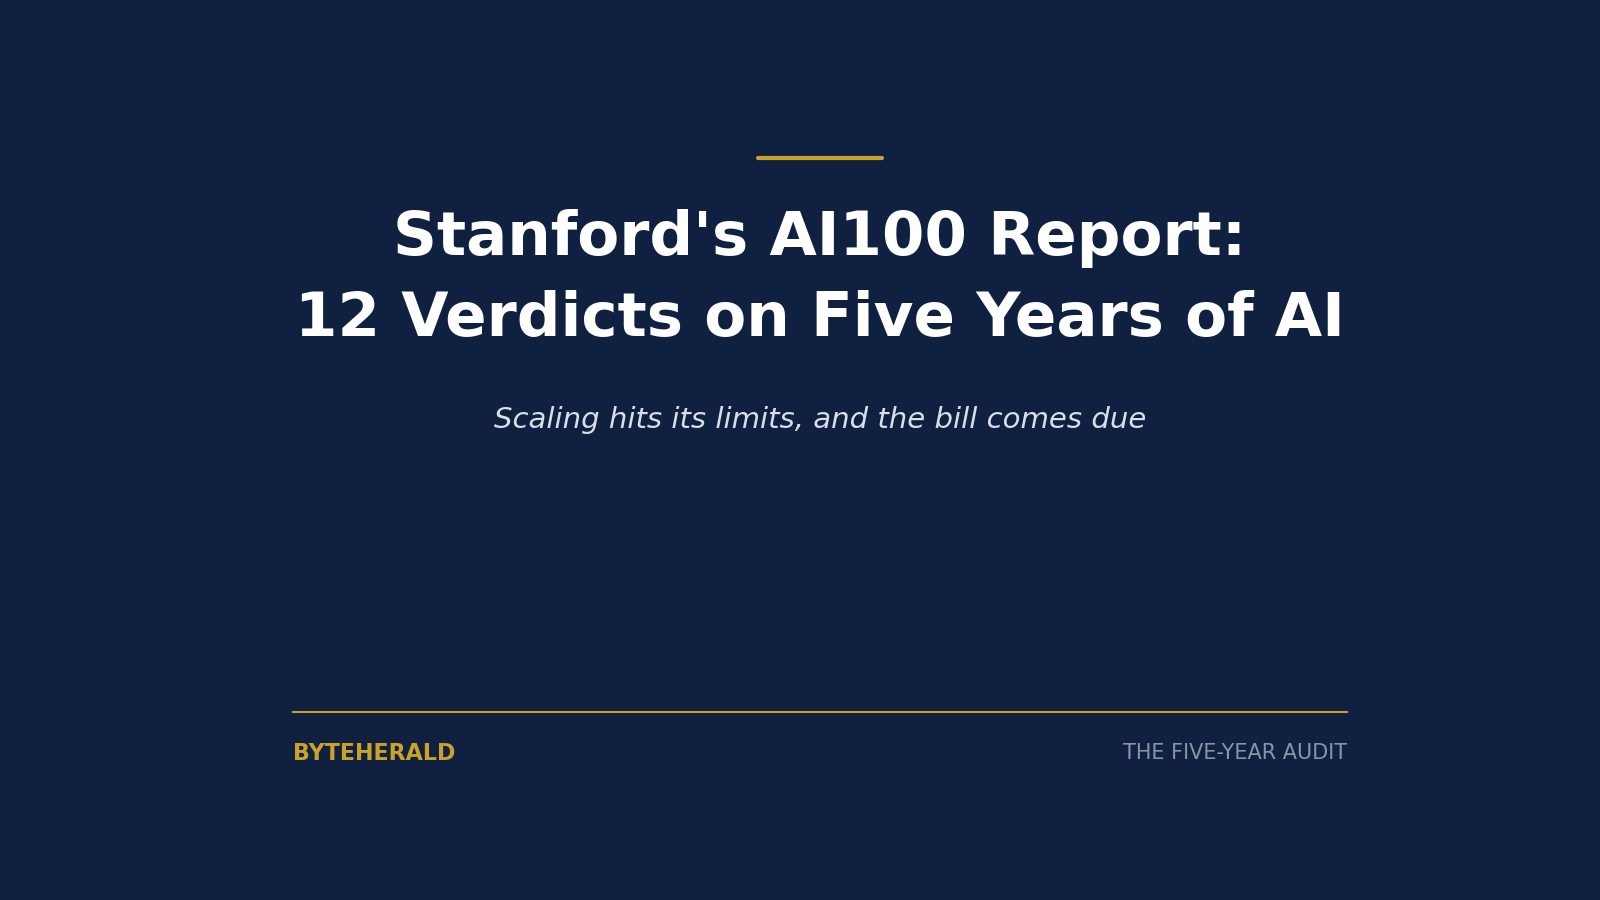 Stanford's AI100 Report:
12 Verdicts on Five Years of AI
Scaling hits its limits, and the bill comes due
BYTEHERALD
THE FIVE-YEAR AUDIT